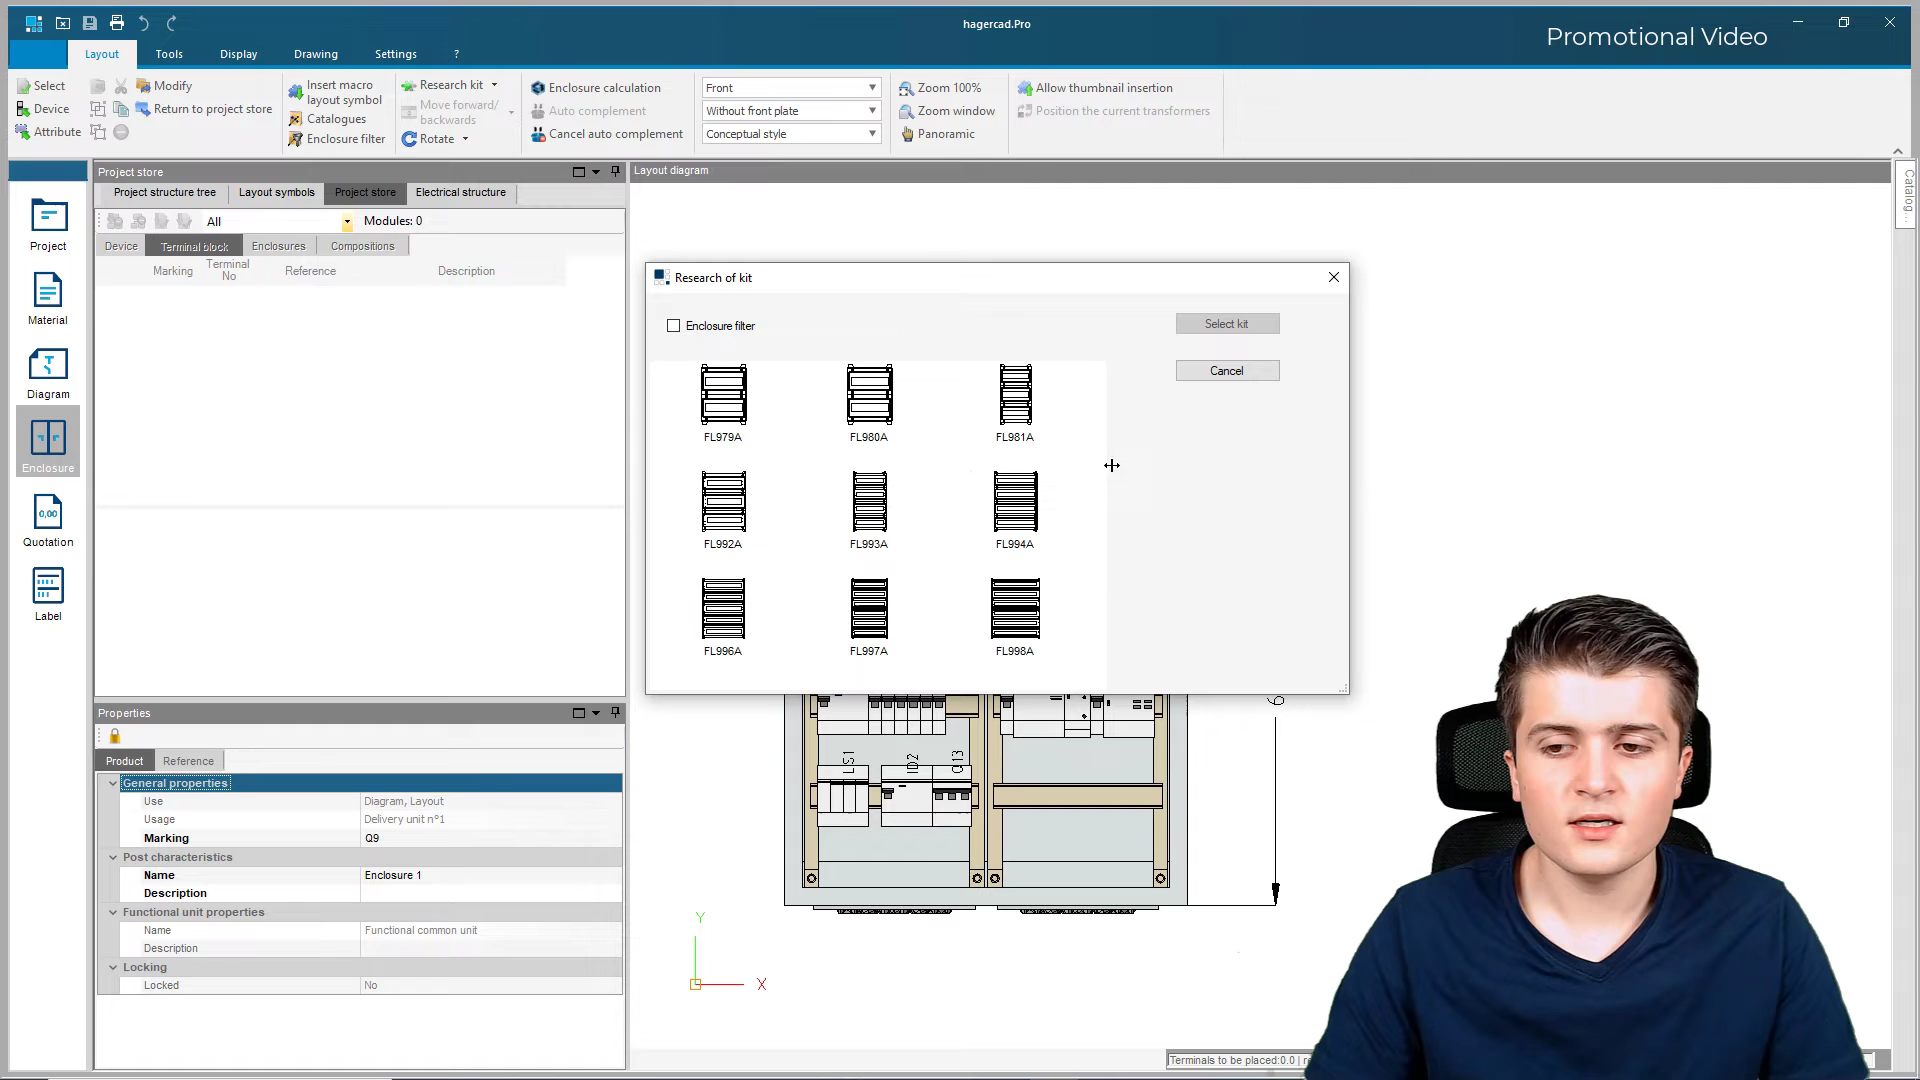 hagercad.Pro
Promotional Video
Layout Tools Display Drawing Settings ?
Select
Device
Attribute
Modify
Return to project store
Insert macro
layout symbol
Catalogues
Enclosure filter
Research kit
Move forward/
backwards
Rotate
Enclosure calculation
Auto complement
Cancel auto complement
Front
Without front plate
Conceptual style
Zoom 100%
Zoom window
Panoramic
Allow thumbnail insertion
Position the current transformers
Project
Material
Diagram
Enclosure
0,00
Quotation
Label
Project store
Project structure tree Layout symbols Project store Electrical structure
All Modules: 0
Device Terminal block Enclosures Compositions
Marking Terminal No Reference Description
Layout diagram
Catalog...
Research of kit
Enclosure filter
Select kit
Cancel
FL979A FL980A FL981A
FL992A FL993A FL994A
FL996A FL997A FL998A
LS1 ID2
Y
X
Properties
Product Reference
General properties
Use Diagram, Layout
Usage Delivery unit n°1
Marking Q9
Post characteristics
Name Enclosure 1
Description
Functional unit properties
Name Functional common unit
Description
Locking
Locked No
Terminals to be placed:0.0 |